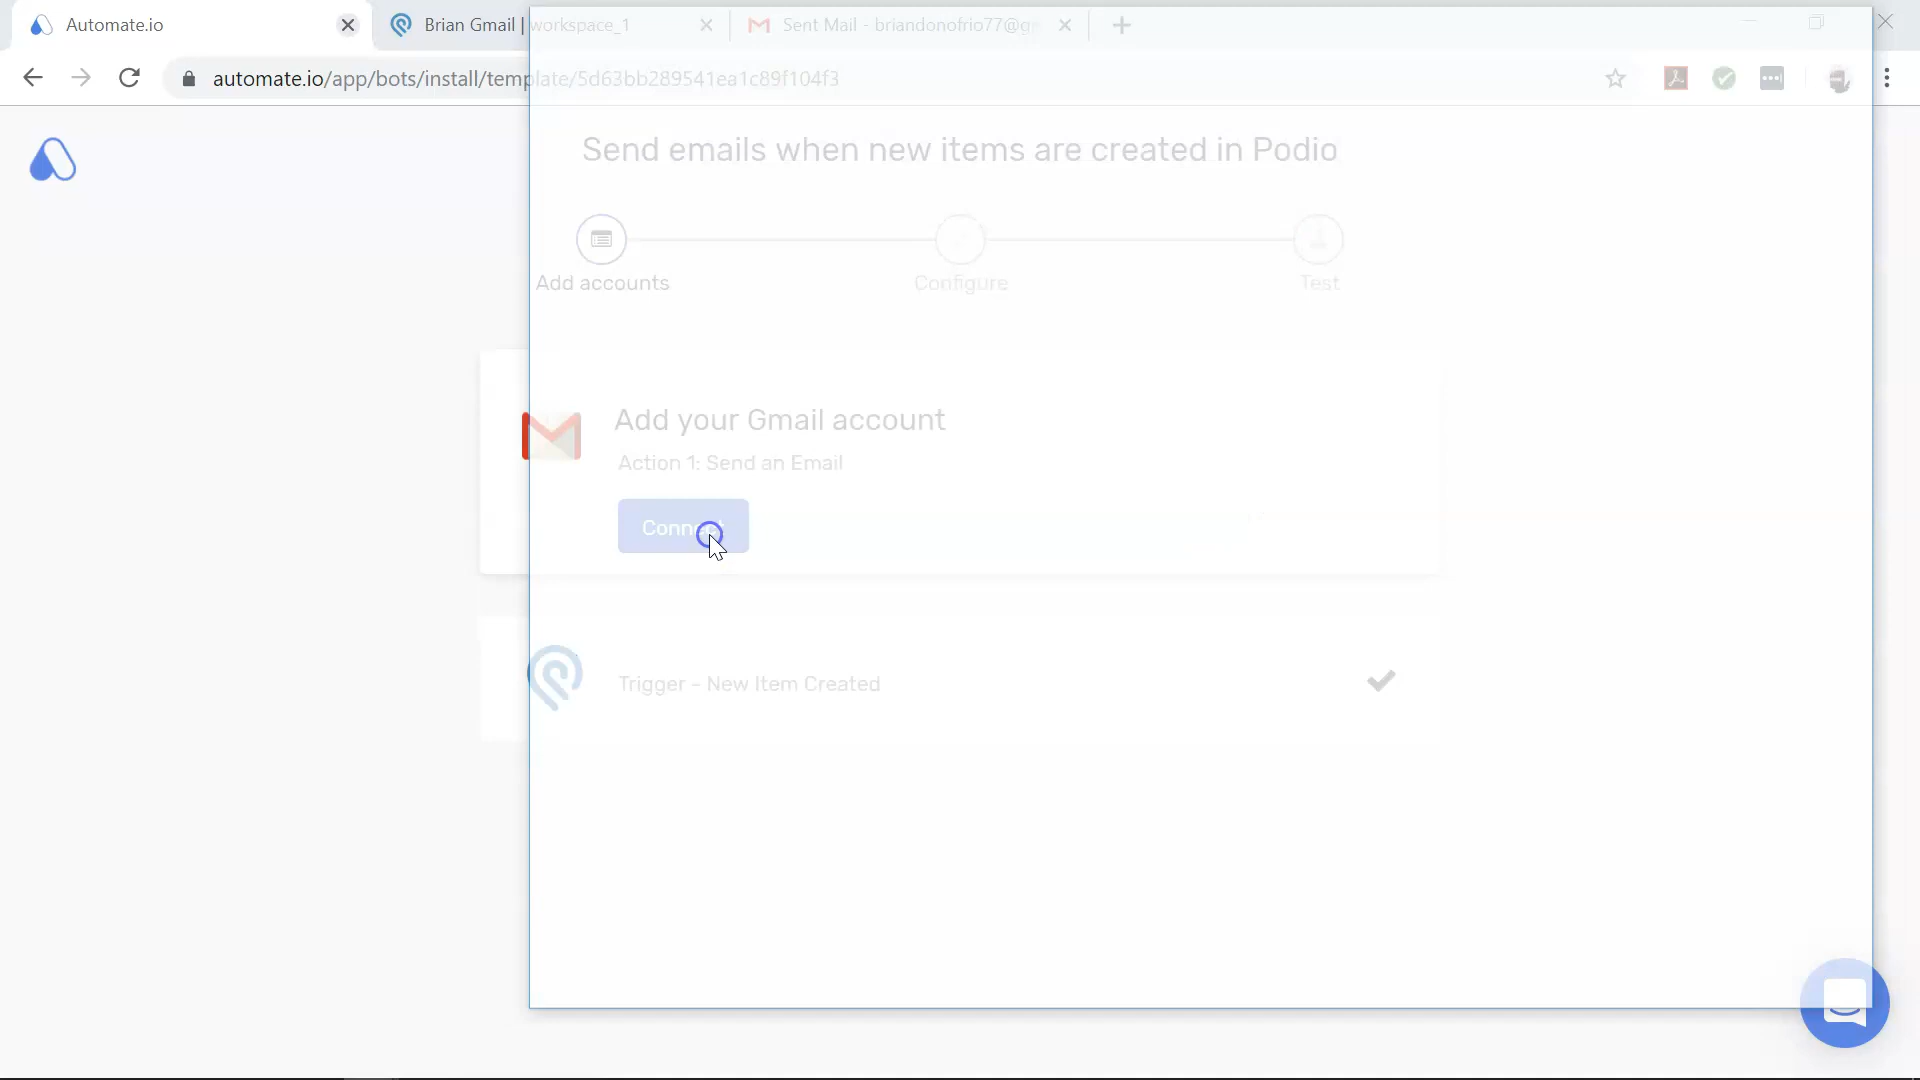 Automate.io
Brian Gmail | workspace_1
Sent Mail - briandonofrio77@g
automate.io/app/bots/install/template/5d63bb289541ea1c89f104f3
Send emails when new items are created in Podio
Add accounts
Configure
Test
Add your Gmail account
Action 1: Send an Email
Connect
Trigger - New Item Created